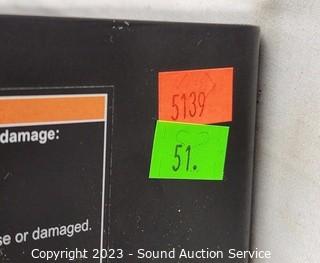 5139
damage:
51.
se or damaged.
Copyright 2023 - Sound Auction Service